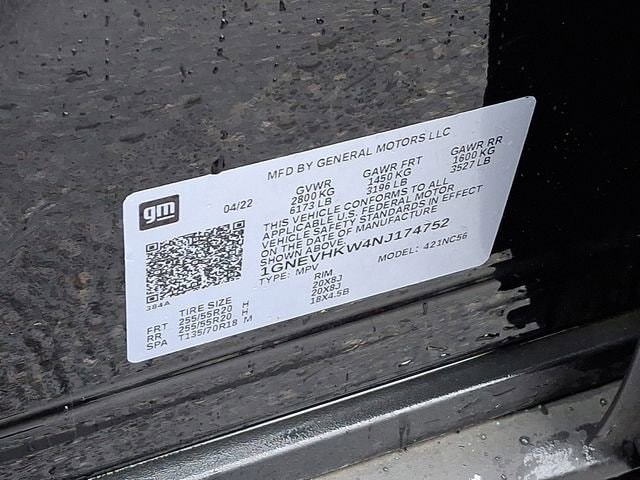 MFD BY GENERAL MOTORS LLC
gm
04/22
GVWR GAWR FRT GAWR RR
2800 KG 1450 KG 1600 KG
6173 LB 3196 LB 3527 LB
THIS VEHICLE CONFORMS TO ALL
APPLICABLE U.S. FEDERAL MOTOR
VEHICLE SAFETY STANDARDS IN EFFECT
ON THE DATE OF MANUFACTURE
SHOWN ABOVE.
1GNEVHKW4NJ174752
TYPE: MPV MODEL: 421NC56
384A
TIRE SIZE RIM
FRT 255/55R20 H 20X8J
RR 255/55R20 H 20X8J
SPA T135/70R18 M 18X4.5B